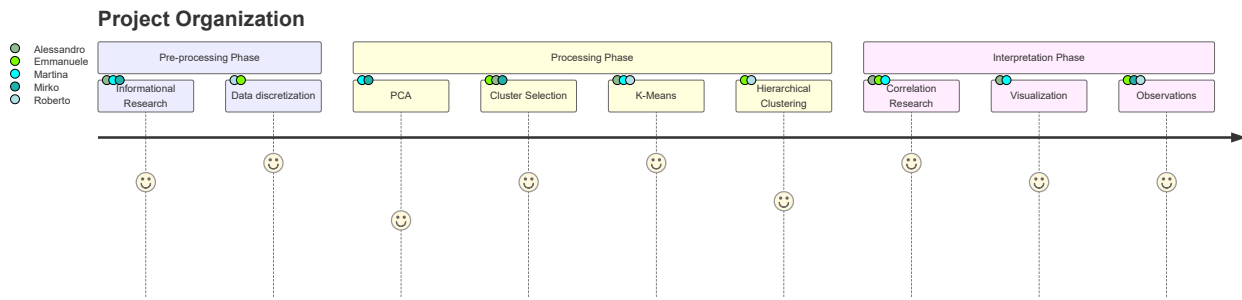 Project Organization
Alessandro
Emmanuele
Martina
Mirko
Roberto
Pre-processing Phase
Processing Phase
Interpretation Phase
Informational
Research
Data discretization
PCA
Cluster Selection
K-Means
Hierarchical
Clustering
Correlation
Research
Visualization
Observations